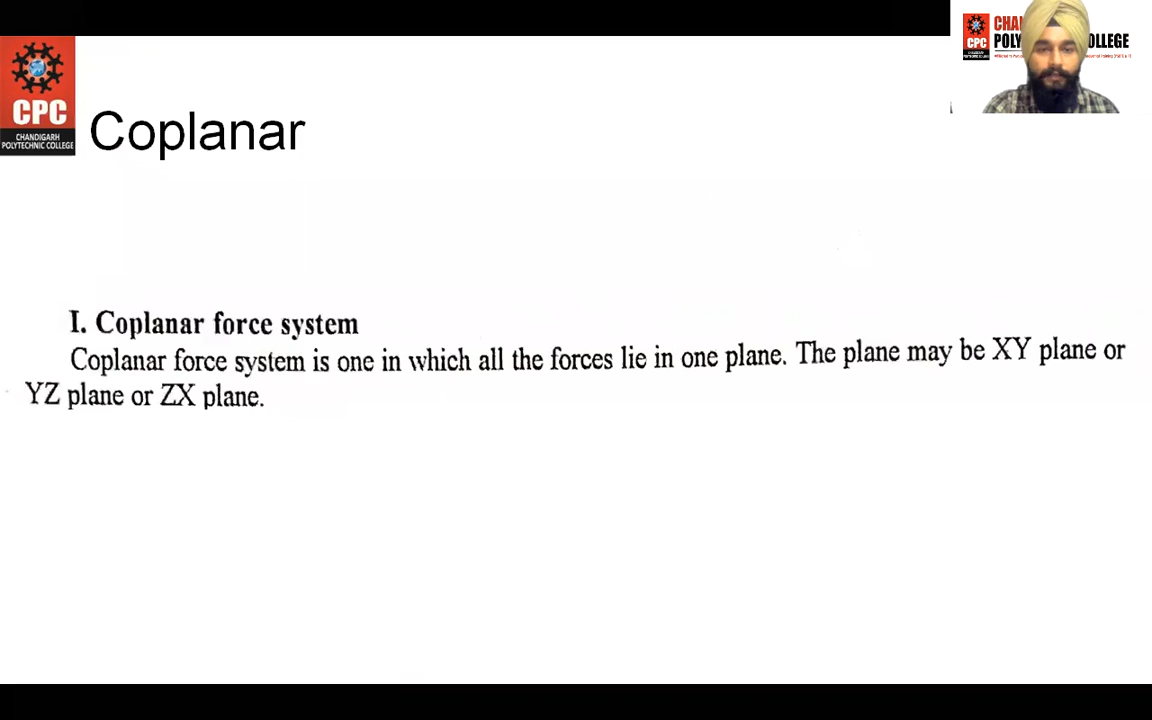 CPC
CHANDIGARH
POLYTECHNIC COLLEGE
Coplanar
CPC
I. Coplanar force system
Coplanar force system is one in which all the forces lie in one plane. The plane may be XY plane or
YZ plane or ZX plane.